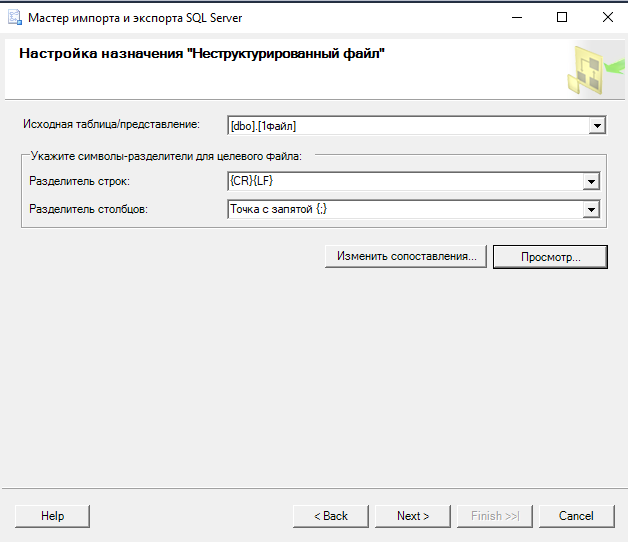 Мастер импорта и экспорта SQL Server
Настройка назначения "Неструктурированный файл"
Исходная таблица/представление:
[dbo].[1Файл]
Укажите символы-разделители для целевого файла:
Разделитель строк:
{CR}{LF}
Разделитель столбцов:
Точка с запятой {;}
Изменить сопоставления...
Просмотр...
Help
< Back
Next >
Finish >>|
Cancel